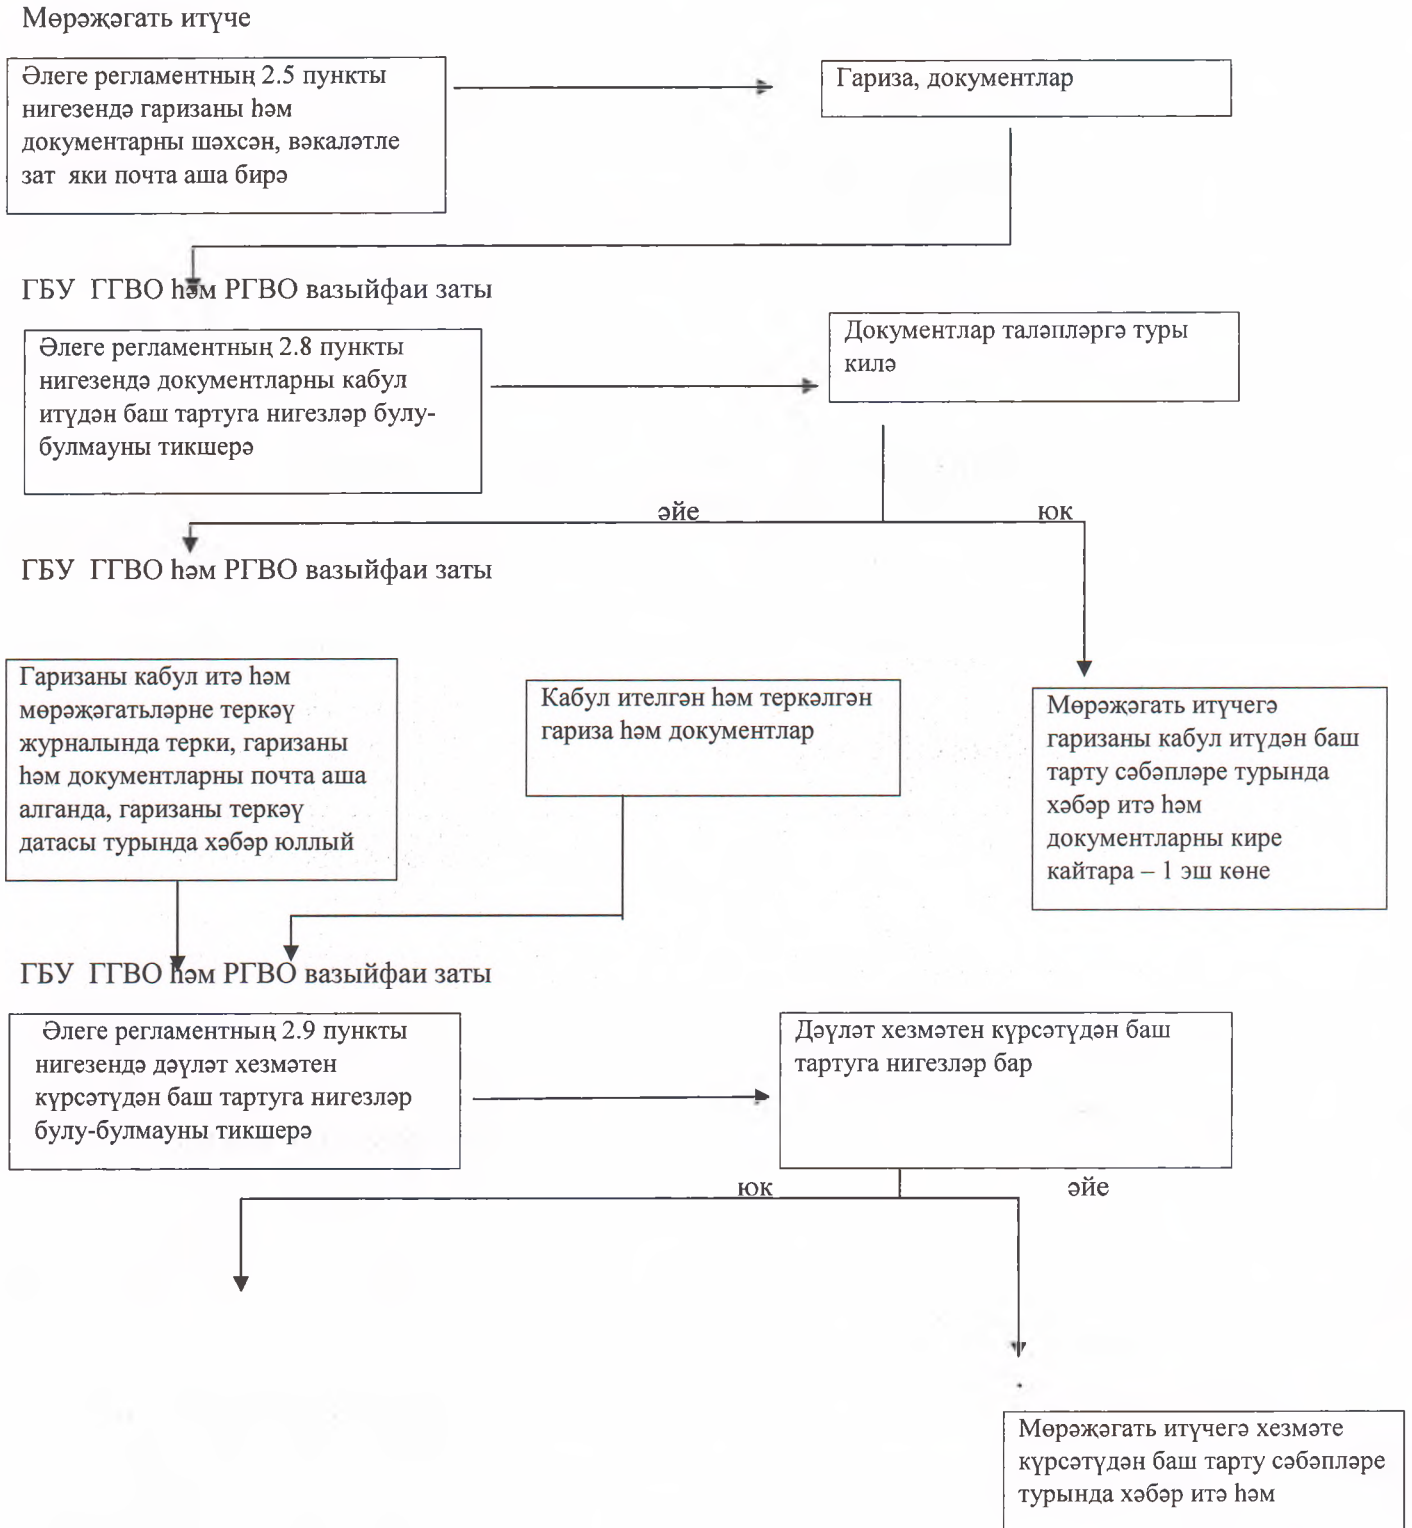 Мөрәҗәгать итүче
Әлеге регламентның 2.5 пункты
нигезендә гаризаны һәм
документарны шәхсән, вәкаләтле
зат яки почта аша бирә
Гариза, документлар
ГБУ ГГВО һәм РГВО вазыйфаи заты
Әлеге регламентның 2.8 пункты
нигезендә документларны кабул
итүдән баш тартуга нигезләр булу-
булмауны тикшерә
Документлар таләпләргә туры
килә
әйе
юк
ГБУ ГГВО һәм РГВО вазыйфаи заты
Гаризаны кабул итә һәм
мөрәҗәгатьләрне теркәү
журналында терки, гаризаны
һәм документларны почта аша
алганда, гаризаны теркәү
датасы турында хәбәр юллый
Кабул ителгән һәм теркәлгән
гариза һәм документлар
Мөрәҗәгать итүчегә
гаризаны кабул итүдән баш
тарту сәбәпләре турында
хәбәр итә һәм
документларны кире
кайтара – 1 эш көне
ГБУ ГГВО һәм РГВО вазыйфаи заты
Әлеге регламентның 2.9 пункты
нигезендә дәүләт хезмәтен
күрсәтүдән баш тартуга нигезләр
булу-булмауны тикшерә
Дәүләт хезмәтен күрсәтүдән баш
тартуга нигезләр бар
юк
әйе
Мөрәҗәгать итүчегә хезмәте
күрсәтүдән баш тарту сәбәпләре
турында хәбәр итә һәм